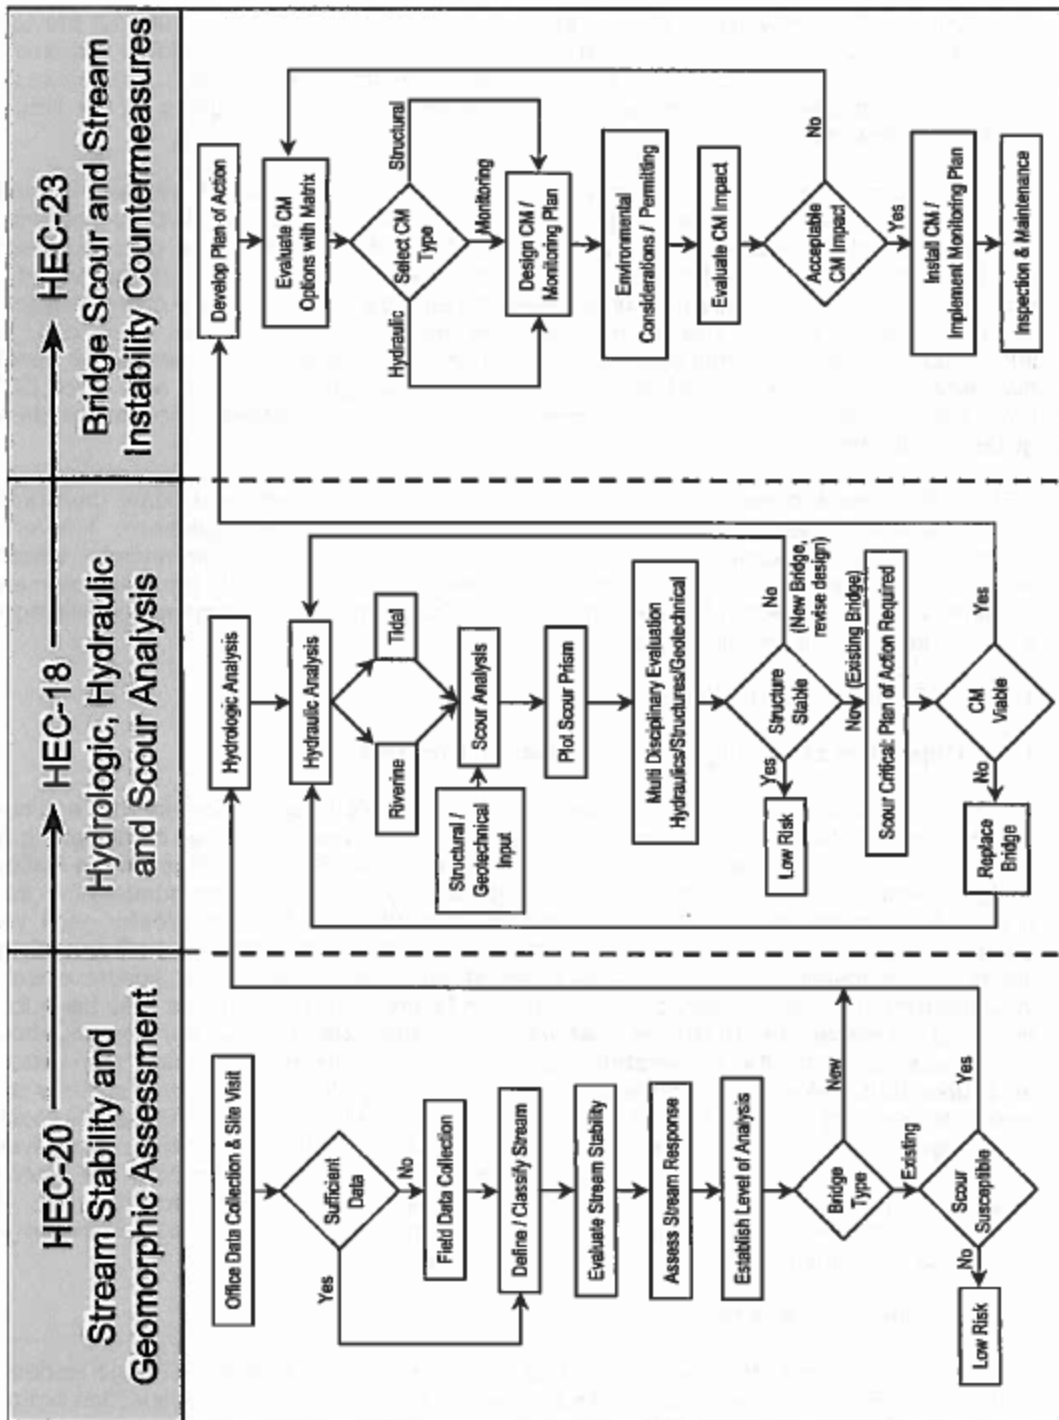 HEC-20
HEC-18
HEC-23
Stream Stability and
Geomorphic Assessment
Hydrologic, Hydraulic
and Scour Analysis
Bridge Scour and Stream
Instability Countermeasures
Office Data Collection & Site Visit
Sufficient
Data
Yes
No
Field Data Collection
Define / Classify Stream
Evaluate Stream Stability
Assess Stream Response
Establish Level of Analysis
Bridge
Type
New
Existing
Scour
Susceptible
No
Yes
Low Risk
Hydrologic Analysis
Hydraulic Analysis
Riverine
Tidal
Structural /
Geotechnical
Input
Scour Analysis
Plot Scour Prism
Multi Disciplinary Evaluation
Hydraulics/Structures/Geotechnical
Structure
Stable
Yes
No
(New Bridge,
revise design)
Low Risk
No (Existing Bridge)
Scour Critical: Plan of Action Required
CM
Viable
No
Yes
Replace
Bridge
Develop Plan of Action
Evaluate CM
Options with Matrix
Select CM
Type
Hydraulic
Monitoring
Structural
Design CM /
Monitoring Plan
Environmental
Considerations / Permitting
Evaluate CM Impact
Acceptable
CM Impact
No
Yes
Install CM /
Implement Monitoring Plan
Inspection & Maintenance